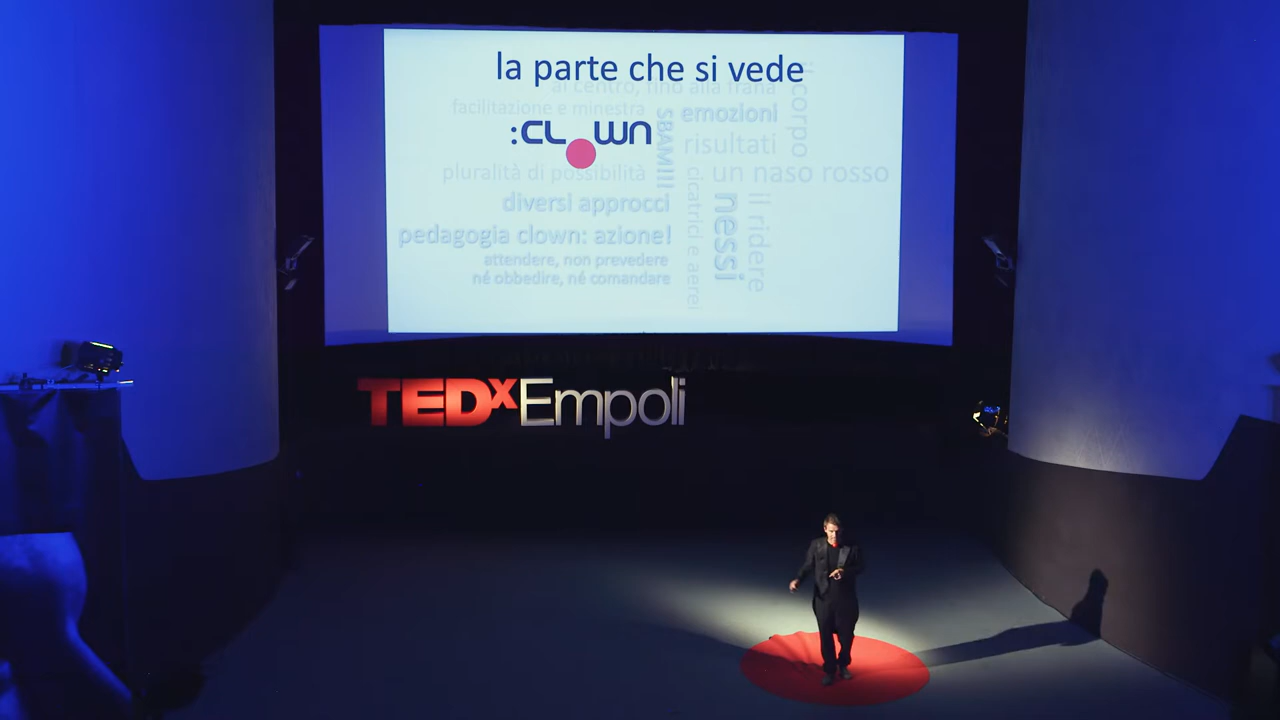 la parte che si vede
al centro, fino alla frana
facilitazione e minestra
:CLOWN
pluralità di possibilità
diversi approcci
pedagogia clown: azione!
attendere, non prevedere
né obbedire, né comandare
SBAM!!!
emozioni
risultati
un naso rosso
il corpo
cicatrici e aerei
nessi
il ridere
TEDxEmpoli